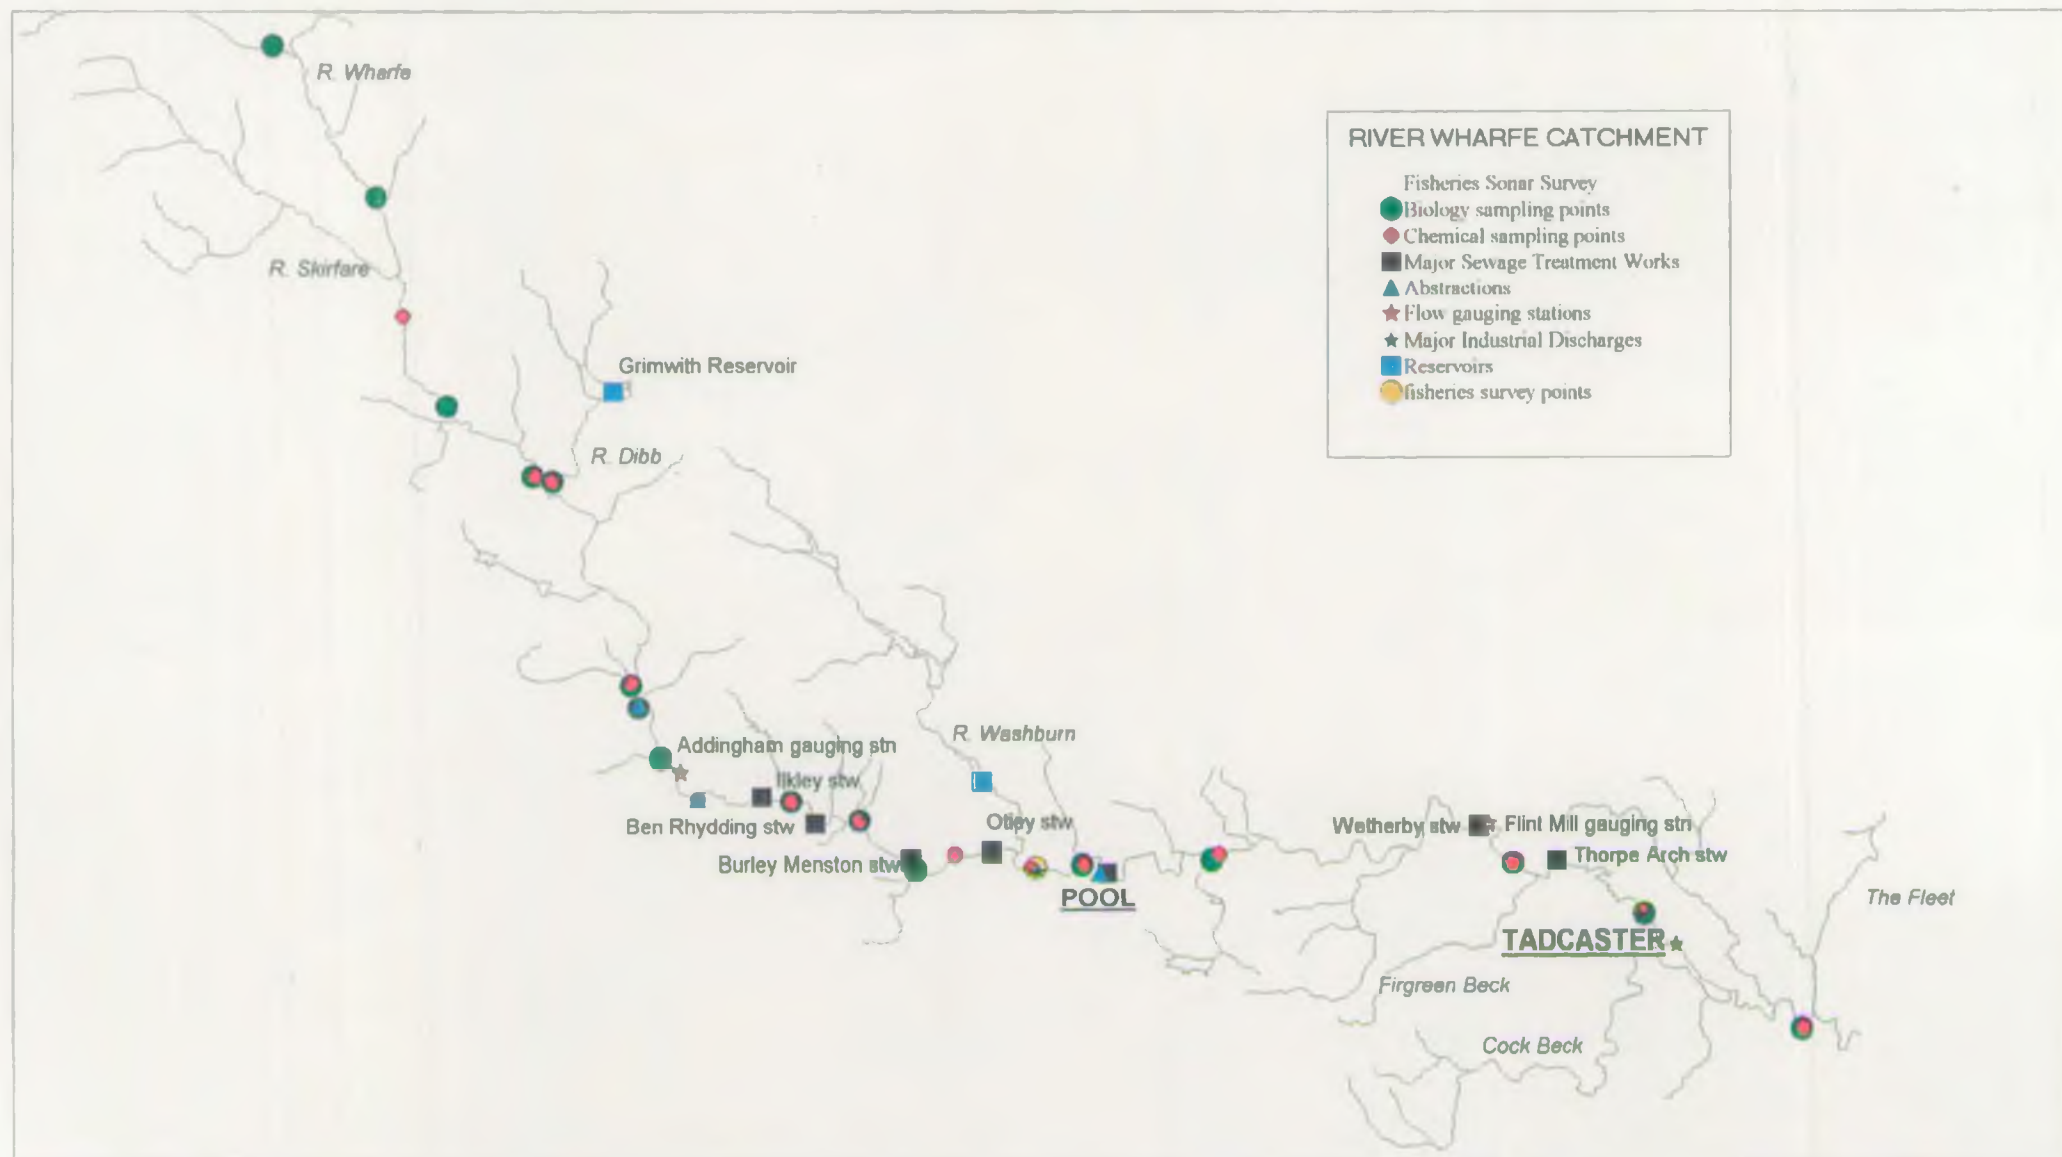 R. Wharfe
RIVER WHARFE CATCHMENT
Fisheries Sonar Survey
Biology sampling points
Chemical sampling points
Major Sewage Treatment Works
Abstractions
Flow gauging stations
Major Industrial Discharges
Reservoirs
fisheries survey points
R. Skirfare
Grimwith Reservoir
R. Dibb
R. Washburn
Addingham gauging stn
Ilkley stw
Ben Rhydding stw
Otley stw
Wetherby stw
Flint Mill gauging stn
Burley Menston stw
Thorpe Arch stw
POOL
The Fleet
TADCASTER
Firgreen Beck
Cock Beck